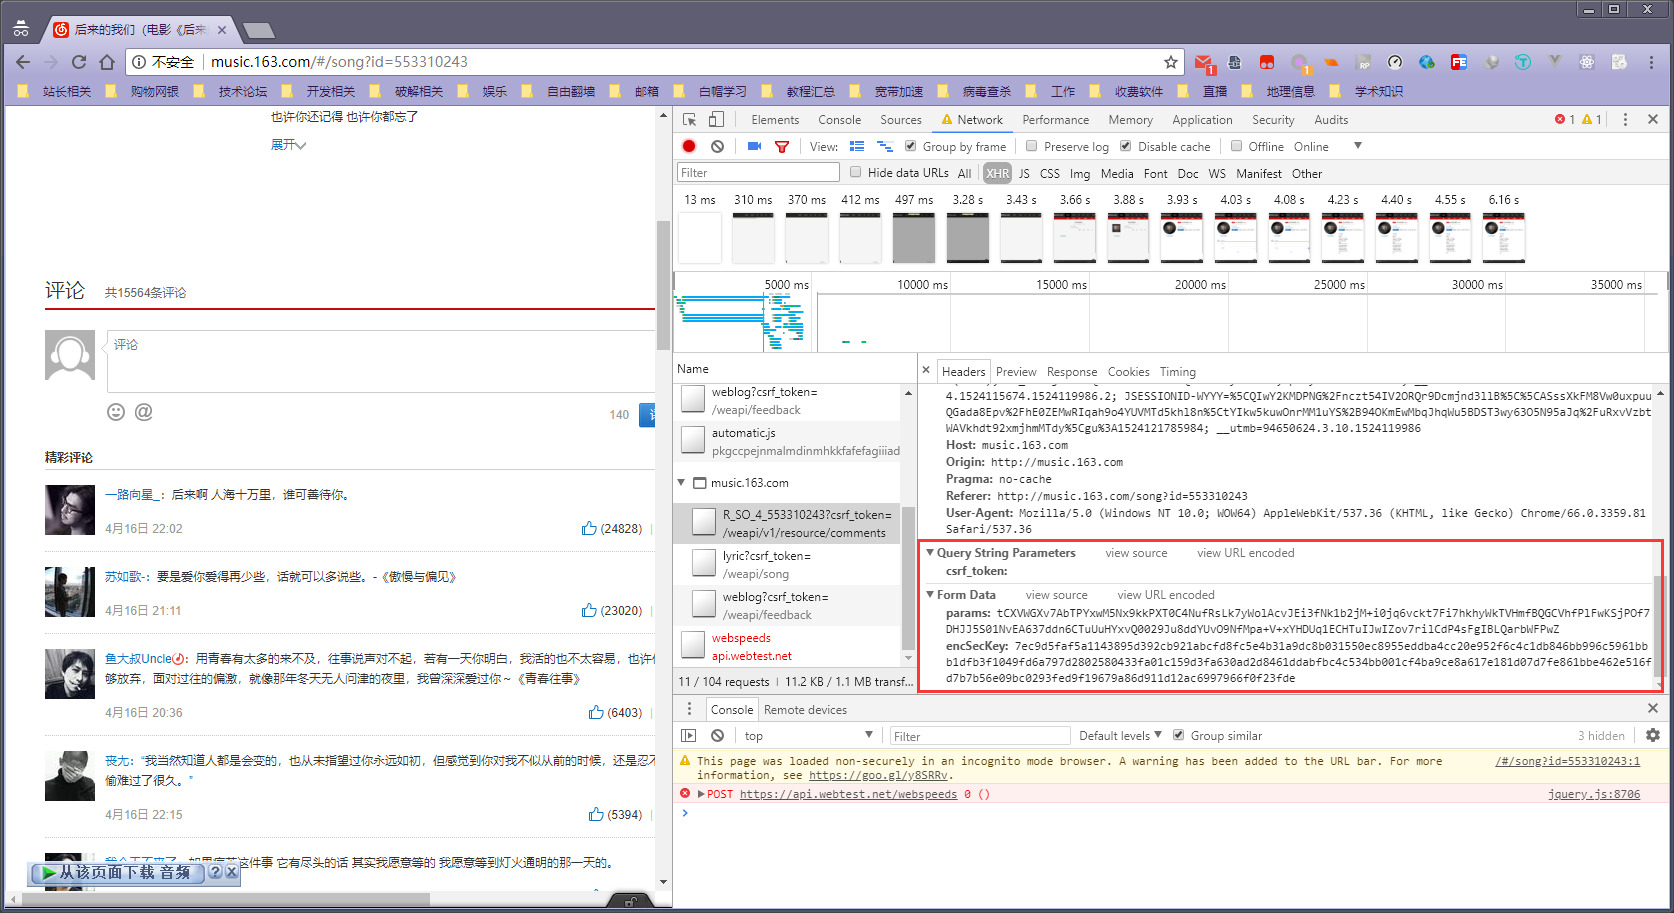 后来的我们（电影《后来
不安全 music.163.com/#/song?id=553310243
站长相关 购物网银 技术论坛 开发相关 破解相关 娱乐 自由翻墙 邮箱 白帽学习 教程汇总 宽带加速 病毒查杀 工作 收费软件 直播 地理信息 学术知识
也许你还记得 也许你都忘了
展开
评论 共15564条评论
评论
140
精彩评论
一路向星_：后来啊 人海十万里，谁可善待你。
4月16日 22:02 (24828)
苏如歌-：要是爱你爱得再少些，话就可以多说些。-《傲慢与偏见》
4月16日 21:11 (23020)
鱼大叔Uncle：用青春有太多的来不及，往事说声对不起，若有一天你明白，我活的也不太容易，也许
够放弃，面对过往的偏激，就像那年冬天无人问津的夜里，我曾深深爱过你～《青春往事》
4月16日 20:36 (6403)
丧尢：“我当然知道人都是会变的，也从未指望过你永远如初，但感觉到你对我不似从前的时候，还是忍不
偷难过了很久。”
4月16日 22:15 (5394)
它有尽头的话 其实我愿意等的 我愿意等到灯火通明的那一天的。
从该页面下载 音频
Elements Console Sources Network Performance Memory Application Security Audits 1 1
View: Group by frame Preserve log Disable cache Offline Online
Filter Hide data URLs All XHR JS CSS Img Media Font Doc WS Manifest Other
13 ms 310 ms 370 ms 412 ms 497 ms 3.28 s 3.43 s 3.66 s 3.88 s 3.93 s 4.03 s 4.08 s 4.23 s 4.40 s 4.55 s 6.16 s
5000 ms 10000 ms 15000 ms 20000 ms 25000 ms 30000 ms 35000 ms
Name
weblog?csrf_token=
/weapi/feedback
automatic.js
pkgccpejnmalmdinmhkkfafefagiiiad
music.163.com
R_SO_4_553310243?csrf_token=
/weapi/v1/resource/comments
lyric?csrf_token=
/weapi/song
weblog?csrf_token=
/weapi/feedback
webspeeds
api.webtest.net
11 / 104 requests | 11.2 KB / 1.1 MB transf...
Headers Preview Response Cookies Timing
4.1524115674.1524119986.2; JSESSIONID-WYYY=%5CQIwY2KMDPNG%2Fnczt54IV2ORQr9Dcmjnd3llB%5C%5CASssXkFM8Vw0uxpuu
QGada8Epv%2FhE0ZEMwRIqah9o4YUVMTd5khl8n%5CtYIkw5kuwOnrMM1uYS%2B94OKmEwMbqJhqWu5BDST3wy63O5N95aJq%2FuRxvVzbt
WAVkhdt92xmjhmMTdy%5Cgu%3A1524121785984; __utmb=94650624.3.10.1524119986
Host: music.163.com
Origin: http://music.163.com
Pragma: no-cache
Referer: http://music.163.com/song?id=553310243
User-Agent: Mozilla/5.0 (Windows NT 10.0; WOW64) AppleWebKit/537.36 (KHTML, like Gecko) Chrome/66.0.3359.81
Safari/537.36
Query String Parameters view source view URL encoded
csrf_token:
Form Data view source view URL encoded
params: tCXVWGXv7AbTPYxwM5Nx9kkPXT0C4NufRsLk7yWolAcvJEi3fNk1b2jM+i0jq6vckt7Fi7hkhyWkTVHmfBQGCVhfPlFwKSjPOf7
DHJJ5S01NvEA637ddn6CTuUuHYxvQ0029Ju8ddYUvO9NfMpa+V+xYHDUq1ECHTuIJwIZov7rilCdP4sFgIBLQarbWFPwZ
encSecKey: 7ec9d5faf5a1143895d392cb921abcfd8fc5e4b31a9dc8b031550ec8955eddba4cc20e952f6c4c1db846bb996c5961bb
b1dfb3f1049fd6a797d2802580433fa01c159d3fa630ad2d8461ddabfbc4c534bb001cf4ba9ce8a617e181d07d7fe861bbe462e516f
d7b7b56e09bc0293fed9f19679a86d911d12ac6997966f0f23fde
Console Remote devices
top Filter Default levels Group similar 3 hidden
This page was loaded non-securely in an incognito mode browser. A warning has been added to the URL bar. For more /#/song?id=553310243:1
information, see https://goo.gl/y8SRRv.
POST https://api.webtest.net/webspeeds 0 () jquery.js:8706